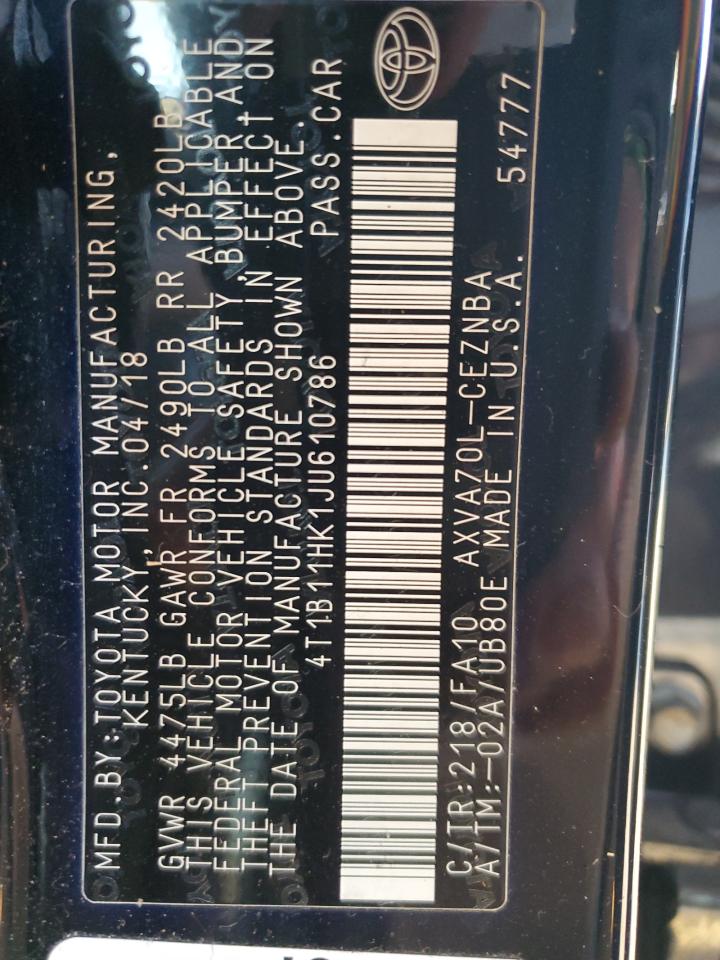 MFD.BY:TOYOTA MOTOR MANUFACTURING,
KENTUCKY, INC.04/18
GVWR 4475LB GAWR FR 2490LB RR 2420LB
THIS VEHICLE CONFORMS TO ALL APPLICABLE
FEDERAL MOTOR VEHICLE SAFETY, BUMPER, AND
THEFT PREVENTION STANDARDS IN EFFECT ON
THE DATE OF MANUFACTURE SHOWN ABOVE.
4T1B11HK1JU610786 PASS.CAR
C/TR:218/FA10 AXVA70L-CEZNBA
A/TM:-02A/UB80E MADE IN U.S.A. 54777